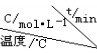 t/min
C/mol·L-1
温度/℃